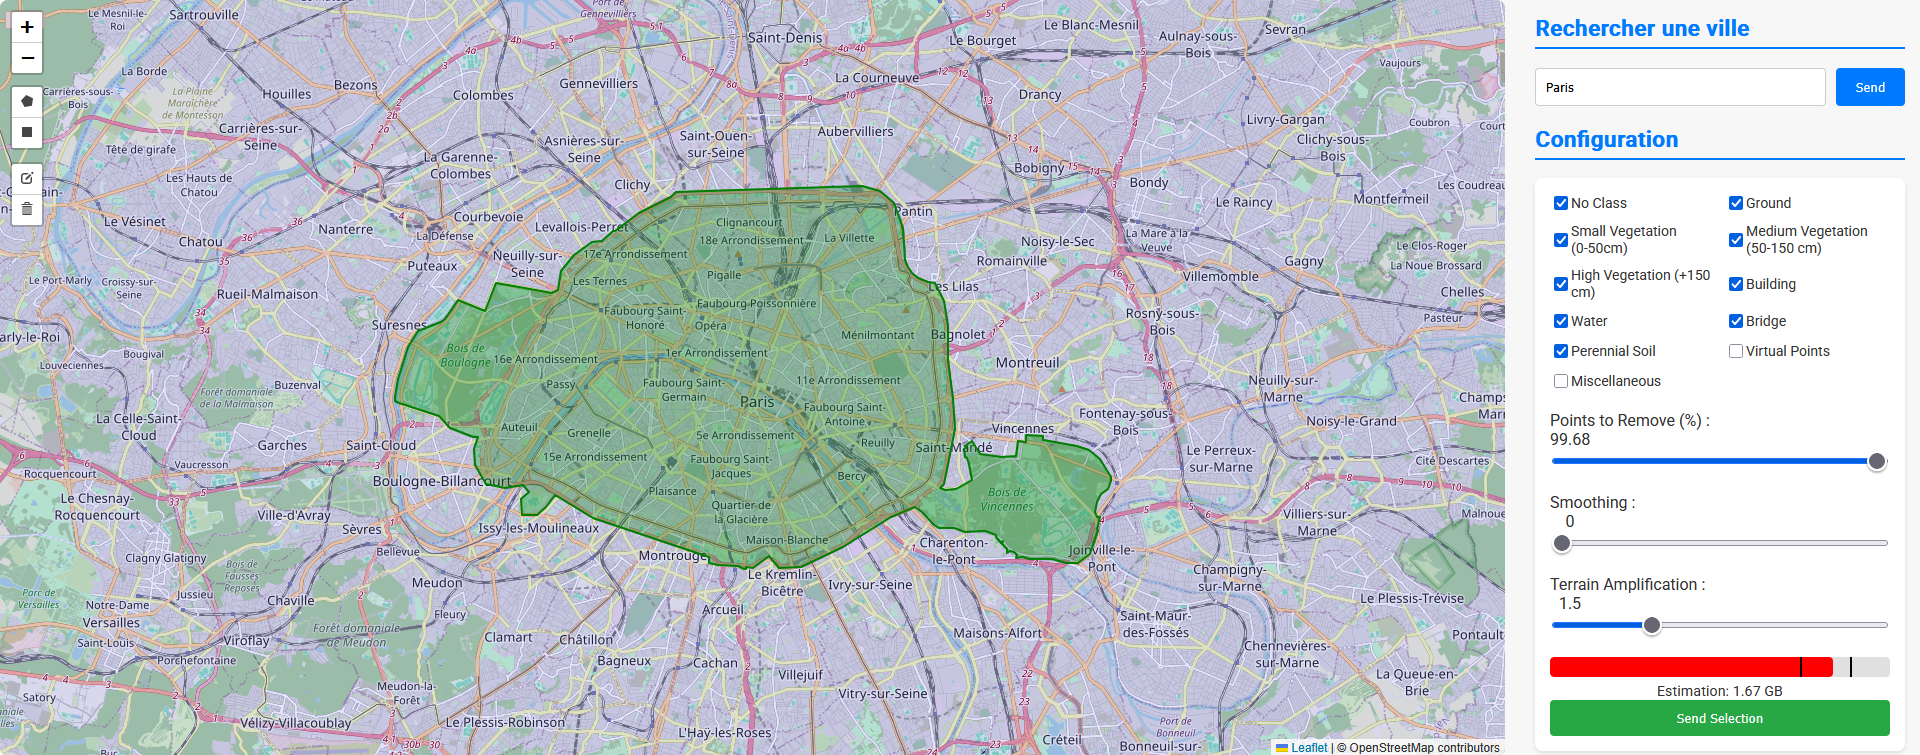 Le Mesnil-le-
Roi
Sartrouville
Port de
Gennevilliers
Saint-Denis
Le Blanc-Mesnil
Le Bourget
Aulnay-sous-
Bois
Sevran
Vaujours
La Borde
Carrières-sous-
Bois
La Plaine
Maraîchère
de Montesson
Houilles
Bezons
Colombes
Gennevilliers
La Courneuve
Drancy
Livry-Gargan
Coubron
Court
Carrières-sur-
Seine
Tête de girafe
Asnières-sur-
Seine
Saint-Ouen-
sur-Seine
Aubervilliers
Clichy-sous-
Bois
La Garenne-
Colombes
Bobigny
Bondy
Les Coudreau
Les Hauts de
Chatou
Clichy
Le Raincy
Montfermeil
Le Vésinet
Courbevoie
Levallois-Perret
Clignancourt
Pantin
Nanterre
La Défense
Chatou
18e Arrondissement
La Villette
Noisy-le-Sec
La Mare à la
Veuve
Le Clos-Roger
La Noue Brossard
Neuilly-sur-
Seine
17e Arrondissement
Romainville
Gagny
Puteaux
Pigalle
Villemomble
Le Port-Marly
Croissy-sur-
Seine
Rueil-Malmaison
Les Ternes
Les Lilas
Chelles
Faubourg Poissonnière
Faubourg Saint-
Honoré
Opéra
Rosny-sous-
Bois
Pasteur
Suresnes
Ménilmontant
Bagnolet
arly-le-Roi
Bougival
Bois de
Boulogne
16e Arrondissement
1er Arrondissement
Montreuil
Louveciennes
Buzenval
Forêt domaniale
de la Malmaison
Passy
Faubourg Saint-
Germain
11e Arrondissement
Neuilly-sur-
Marne
Champs
Mar
Paris
Faubourg Saint-
Antoine
La Celle-Saint-
Cloud
Auteuil
Grenelle
5e Arrondissement
Reuilly
Vincennes
Fontenay-sous-
Bois
Noisy-le-Grand
Garches
Saint-Cloud
Saint-Mandé
Vaucresson
15e Arrondissement
Faubourg Saint-
Jacques
Le Perreux-
sur-Marne
Cité Descartes
Rocquencourt
Boulogne-Billancourt
Bercy
Le Chesnay-
Rocquencourt
Plaisance
Bois de
Vincennes
Ville-d'Avray
Quartier de
la Glacière
Villiers-sur-
Marne
Malnoue
Sèvres
Issy-les-Moulineaux
Maison-Blanche
Charenton-
le-Pont
Joinville-le-
Pont
Bellevue
Clagny Glatigny
Montrouge
Bois de
Fausses
Reposes
Meudon
Le Kremlin-
Bicêtre
Ivry-sur-Seine
Champigny-
sur-Marne
Parc de
Versailles
Jussieu
Chaville
Notre-Dame
Versailles
Fleury
Arcueil
Le Plessis-Trévise
Saint-Louis
Viroflay
Forêt domaniale
de Meudon
Clamart
Châtillon
Maisons-Alfort
Saint-Maur-
des-Fossés
Pontault
Porchefontaine
Bagneux
Cachan
Villejuif
Chennevières-
sur-Marne
Satory
Meudon-la-
Forêt
Vitry-sur-Seine
La Queue-en-
Brie
Vélizy-Villacoublay
Le Plessis-Robinson
L'Haÿ-les-Roses
Créteil
Port de
Bonneuil
Bonneuil-sur-
Leaflet | © OpenStreetMap contributors
Rechercher une ville
Paris
Send
Configuration
No Class
Ground
Small Vegetation
(0-50cm)
Medium Vegetation
(50-150 cm)
High Vegetation (+150
cm)
Building
Water
Bridge
Perennial Soil
Virtual Points
Miscellaneous
Points to Remove (%) :
99.68
Smoothing :
0
Terrain Amplification :
1.5
Estimation: 1.67 GB
Send Selection